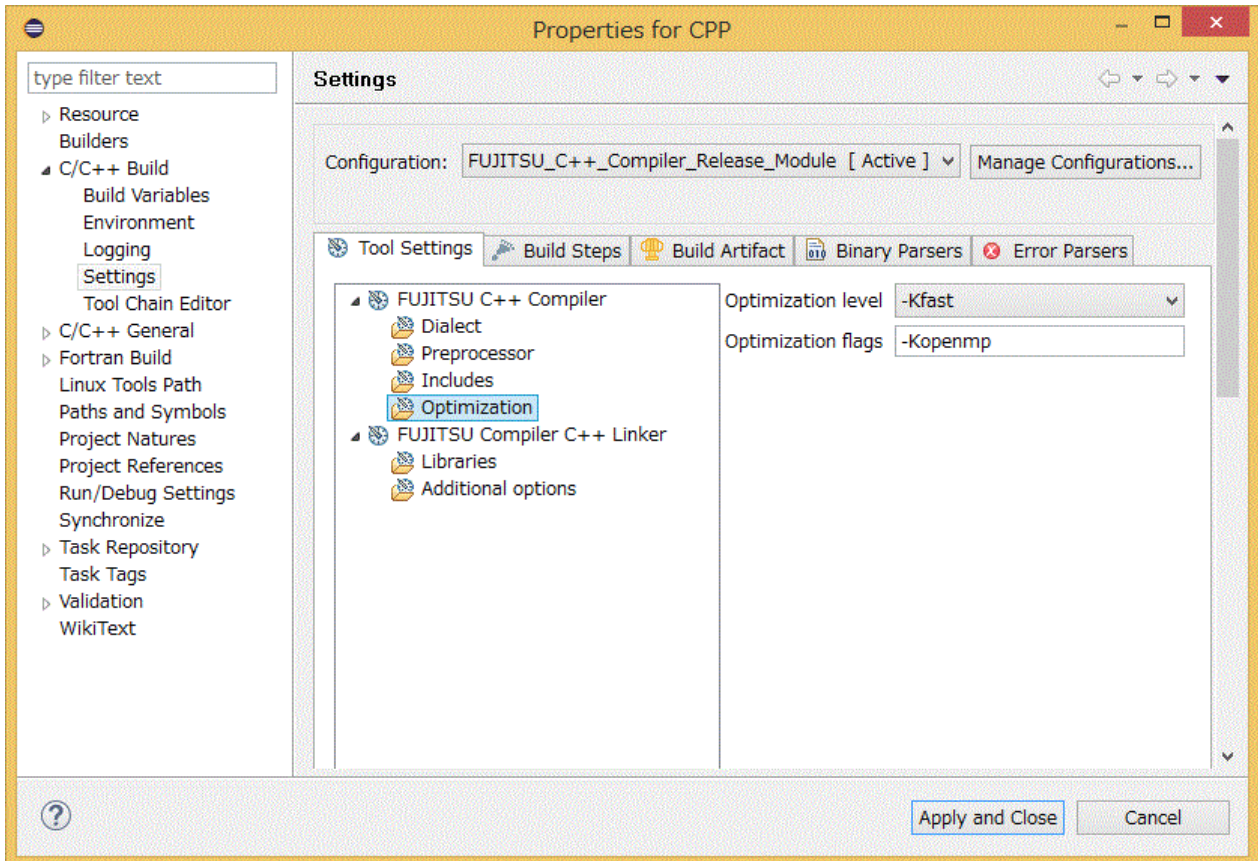 Properties for CPP
type filter text
Resource
Builders
C/C++ Build
Build Variables
Environment
Logging
Settings
Tool Chain Editor
C/C++ General
Fortran Build
Linux Tools Path
Paths and Symbols
Project Natures
Project References
Run/Debug Settings
Synchronize
Task Repository
Task Tags
Validation
WikiText
Settings
Configuration: FUJITSU_C++_Compiler_Release_Module [ Active ] Manage Configurations...
Tool Settings Build Steps Build Artifact Binary Parsers Error Parsers
FUJITSU C++ Compiler
Dialect
Preprocessor
Includes
Optimization
FUJITSU Compiler C++ Linker
Libraries
Additional options
Optimization level -Kfast
Optimization flags -Kopenmp
Apply and Close Cancel